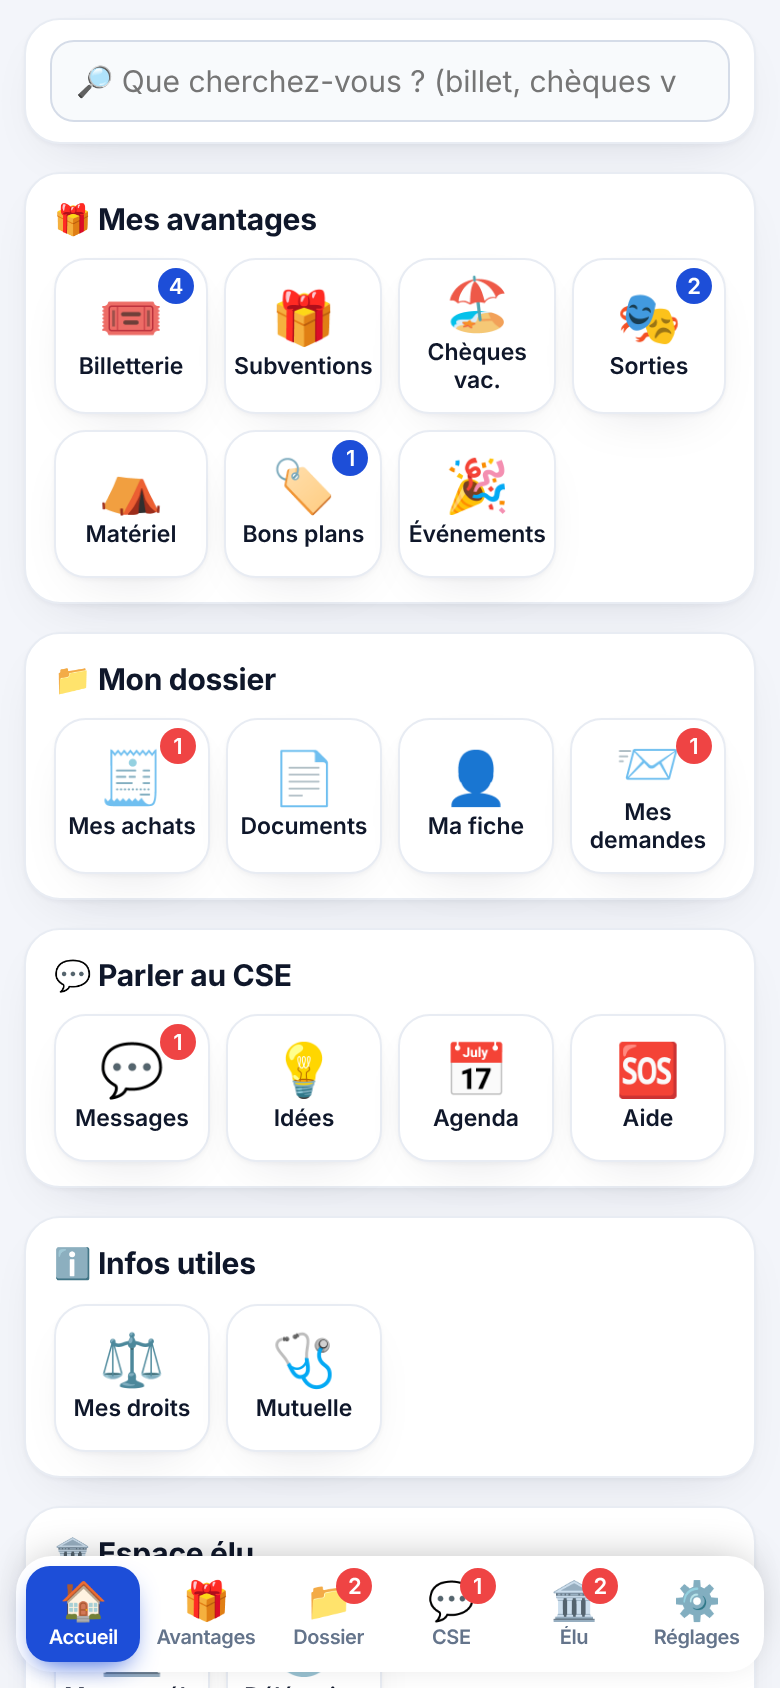 Que cherchez-vous ? (billet, chèques v
Mes avantages
4
2
Billetterie
Subventions
Chèques
vac.
Sorties
1
Matériel
Bons plans
Événements
Mon dossier
1
1
Mes achats
Documents
Ma fiche
Mes
demandes
Parler au CSE
1
July
17
SOS
Messages
Idées
Agenda
Aide
Infos utiles
Mes droits
Mutuelle
Espace élu
2
1
2
Accueil
Avantages
Dossier
CSE
Élu
Réglages